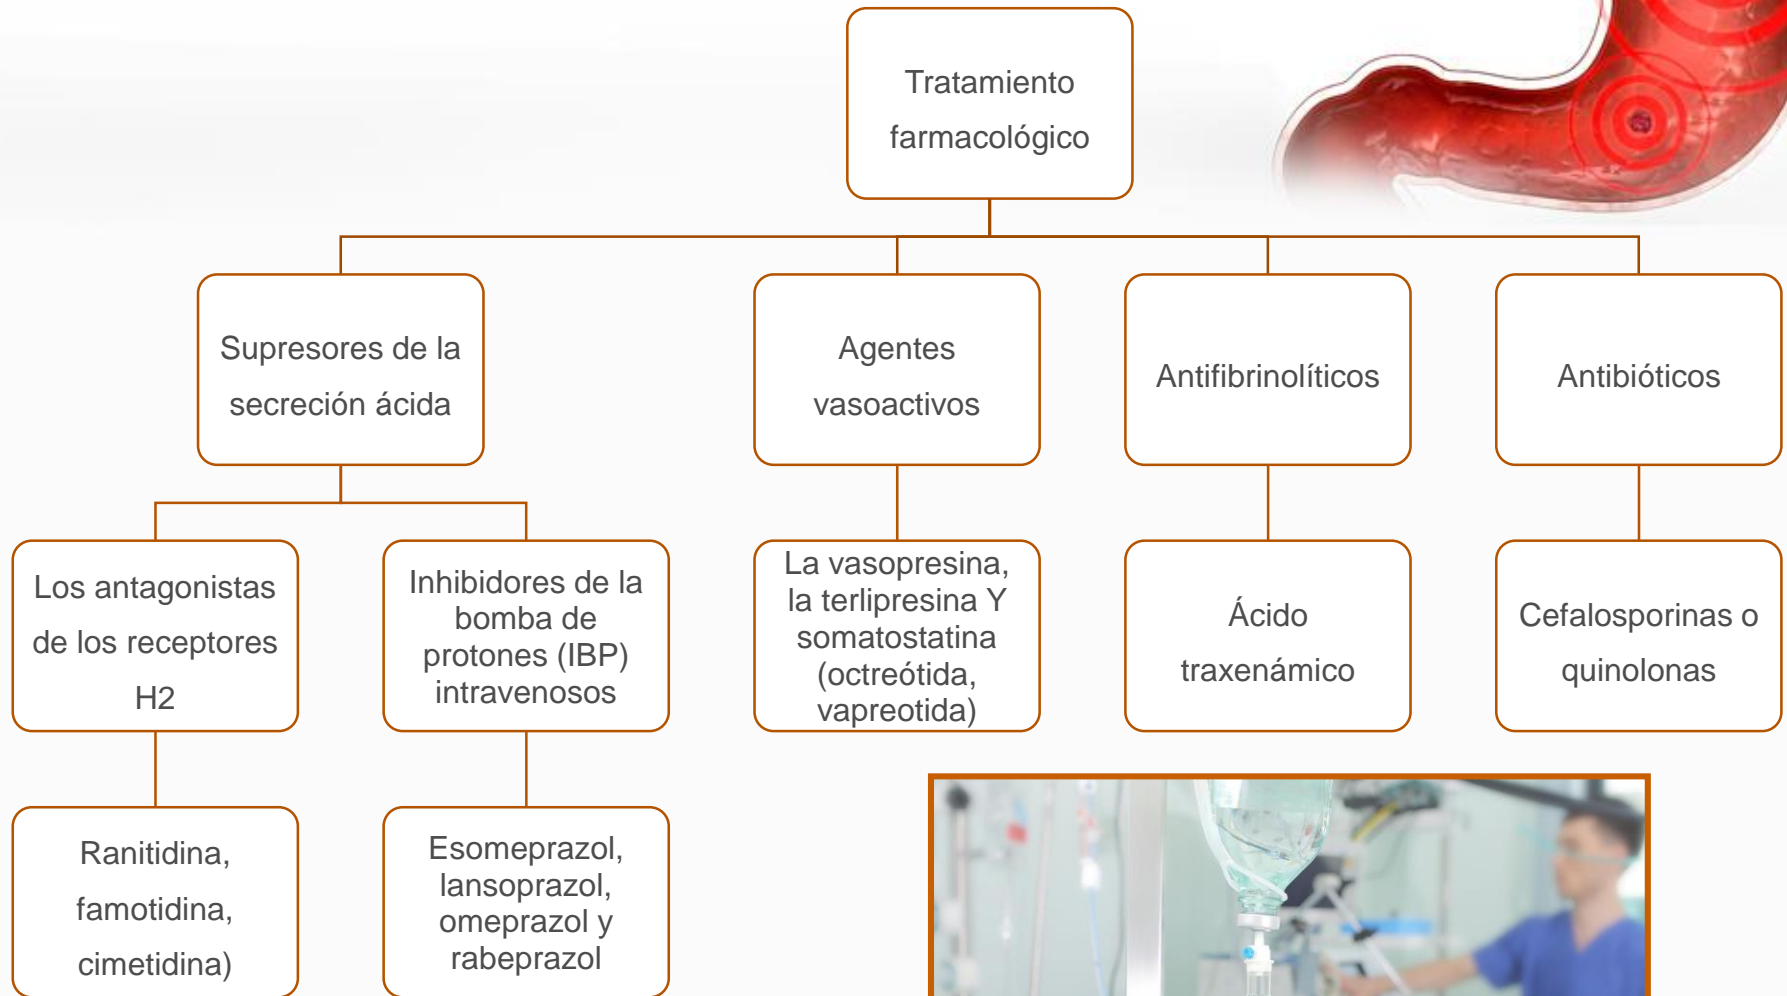 Tratamiento
farmacológico
Supresores de la
secreción ácida
Agentes
vasoactivos
Antifibrinolíticos
Antibióticos
Los antagonistas
de los receptores
H2
Inhibidores de la
bomba de
protones (IBP)
intravenosos
La vasopresina,
la terlipresina Y
somatostatina
(octreótida,
vapreotida)
Ácido
traxenámico
Cefalosporinas o
quinolonas
Ranitidina,
famotidina,
cimetidina)
Esomeprazol,
lansoprazol,
omeprazol y
rabeprazol